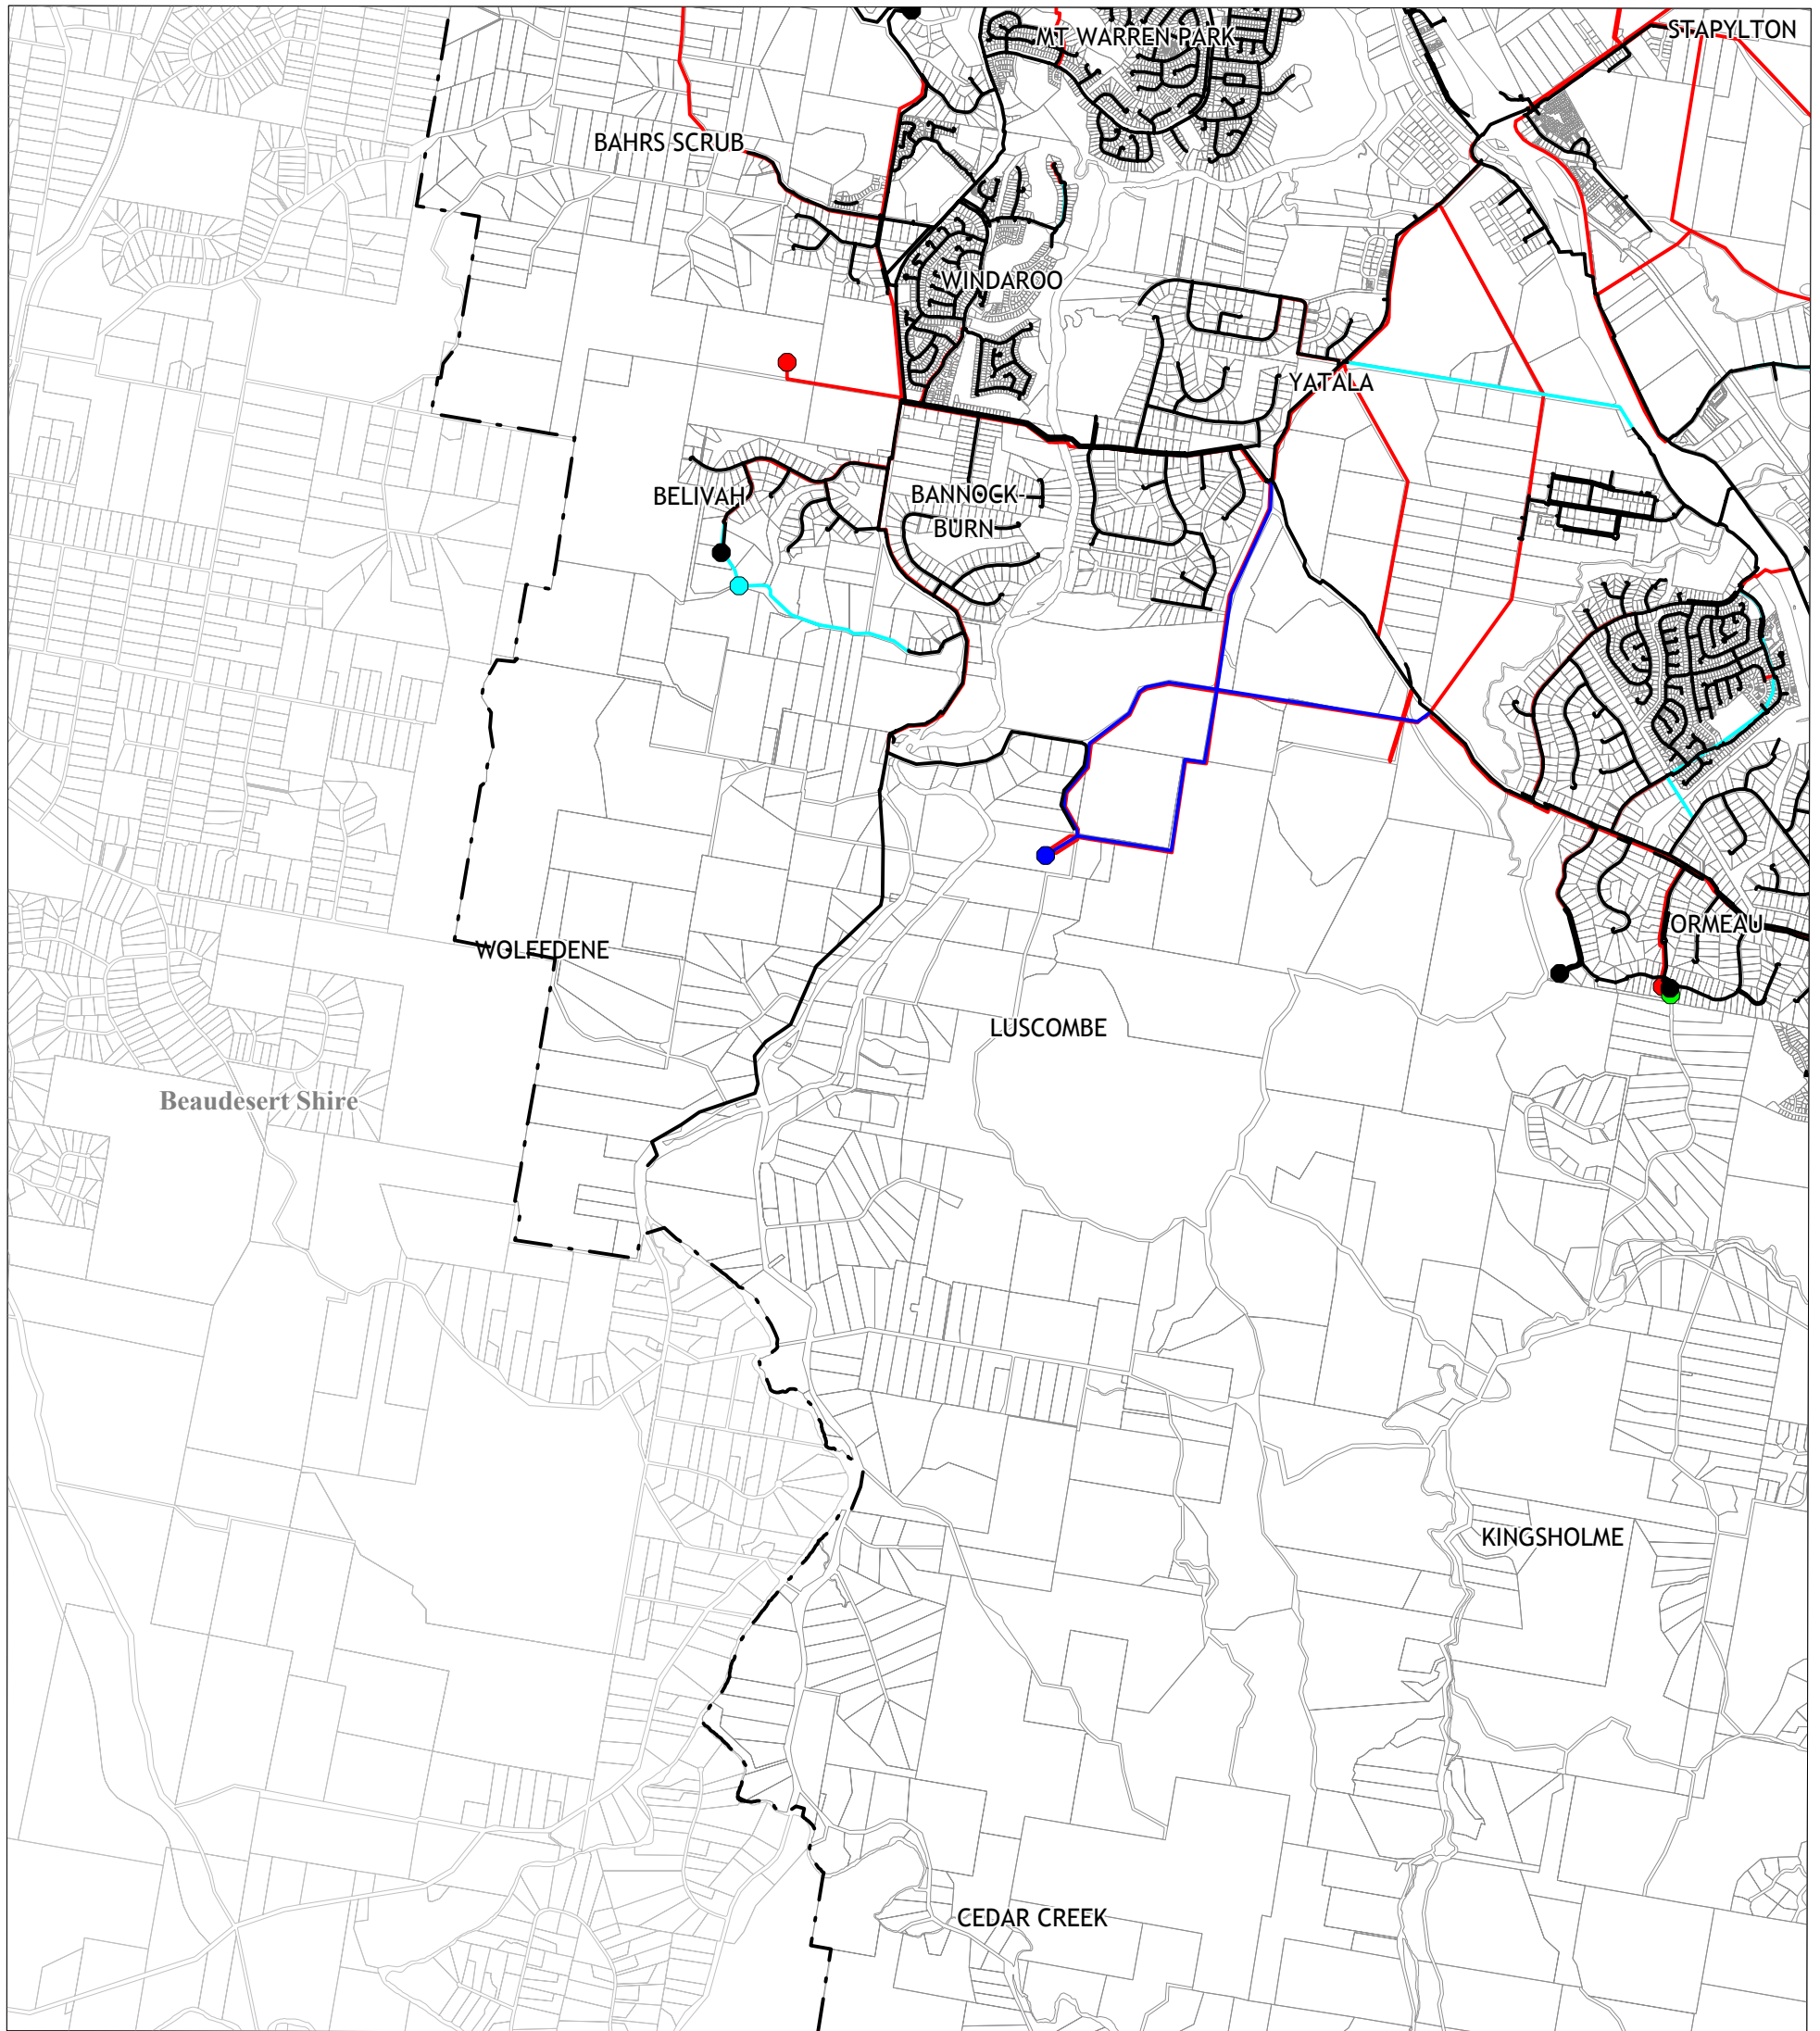 STAPYLTON
MT WARREN PARK
BAHRS SCRUB
WINDAROO
YATALA
BELIVAH
BANNOCK-
BURN
ORMEAU
WOLFFDENE
LUSCOMBE
Beaudesert Shire
KINGSHOLME
CEDAR CREEK